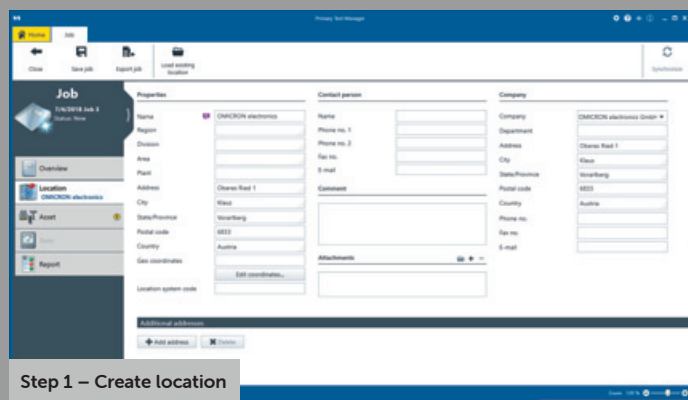 Primary Test Manager
Home Job
Close Save job Export job Load existing
location
Synchronize
Job
7/4/2018 Job 3
Status: New
Overview
Location
OMICRON electronics
Asset
Tests
Report
Properties
Name OMICRON electronics
Region
Division
Area
Plant
Address Oberes Ried 1
City Klaus
State/Province Vorarlberg
Postal code 6833
Country Austria
Geo coordinates
Edit coordinates...
Location system code
Contact person
Name
Phone no. 1
Phone no. 2
Fax no.
E-mail
Comment
Attachments
Company
Company OMICRON electronics GmbH
Department
Address Oberes Ried 1
City Klaus
State/Province Vorarlberg
Postal code 6833
Country Austria
Phone no.
Fax no.
E-mail
Additional addresses
Add address Delete
Step 1 – Create location
Zoom 100 %